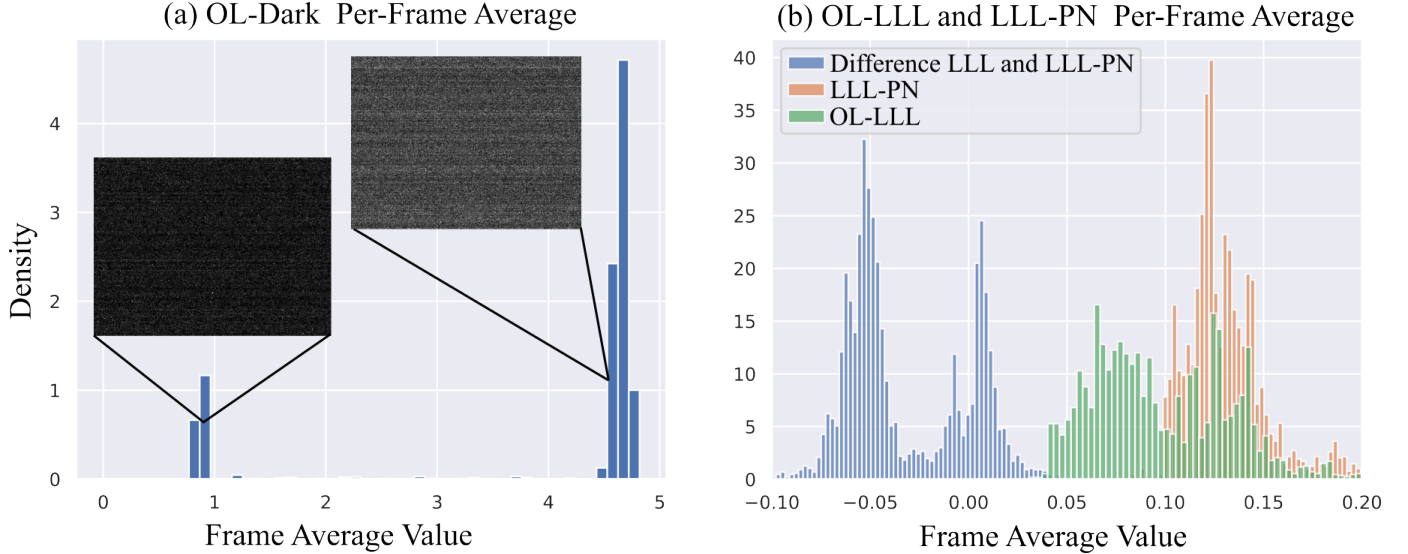 (a) OL-Dark Per-Frame Average
Density
4
3
2
1
0
0 1 2 3 4 5
Frame Average Value
(b) OL-LLL and LLL-PN Per-Frame Average
Difference LLL and LLL-PN
LLL-PN
OL-LLL
40
35
30
25
20
15
10
5
0
−0.10 −0.05 0.00 0.05 0.10 0.15 0.20
Frame Average Value